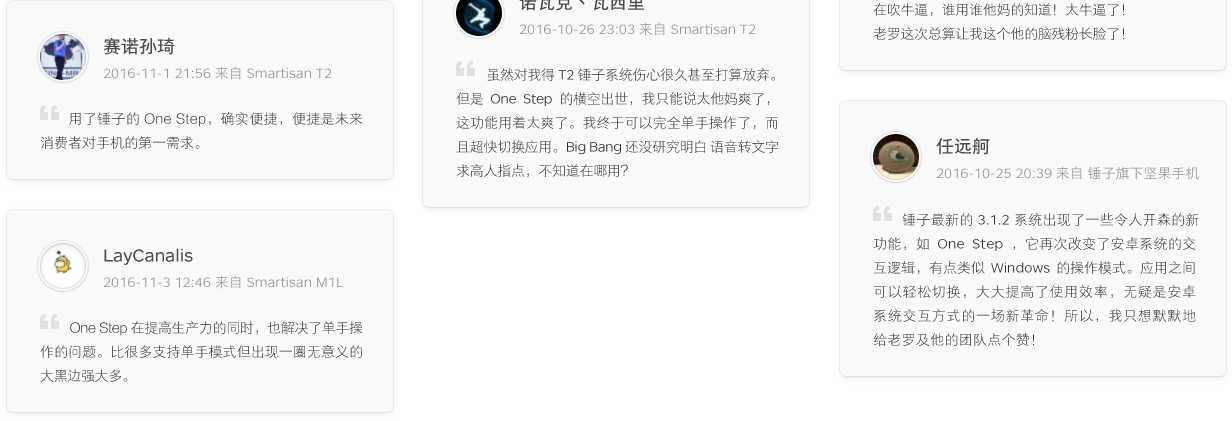 赛诺孙琦
2016-11-1 21:56 来自 Smartisan T2
用了锤子的 One Step，确实便捷，便捷是未来
消费者对手机的第一需求。
LayCanalis
2016-11-3 12:46 来自 Smartisan M1L
One Step 在提高生产力的同时，也解决了单手操
作的问题。比很多支持单手模式但出现一圈无意义的
大黑边强大多。
诺瓦克丶瓦西里
2016-10-26 23:03 来自 Smartisan T2
虽然对我得 T2 锤子系统伤心很久甚至打算放弃。
但是 One Step 的横空出世，我只能说太他妈爽了，
这功能用着太爽了。我终于可以完全单手操作了，而
且超快切换应用。Big Bang 还没研究明白 语音转文字
求高人指点，不知道在哪用？
在吹牛逼，谁用谁他妈的知道！太牛逼了！
老罗这次总算让我这个他的脑残粉长脸了！
任远舸
2016-10-25 20:39 来自 锤子旗下坚果手机
锤子最新的 3.1.2 系统出现了一些令人开森的新
功能，如 One Step ，它再次改变了安卓系统的交
互逻辑，有点类似 Windows 的操作模式。应用之间
可以轻松切换，大大提高了使用效率，无疑是安卓
系统交互方式的一场新革命！所以，我只想默默地
给老罗及他的团队点个赞！